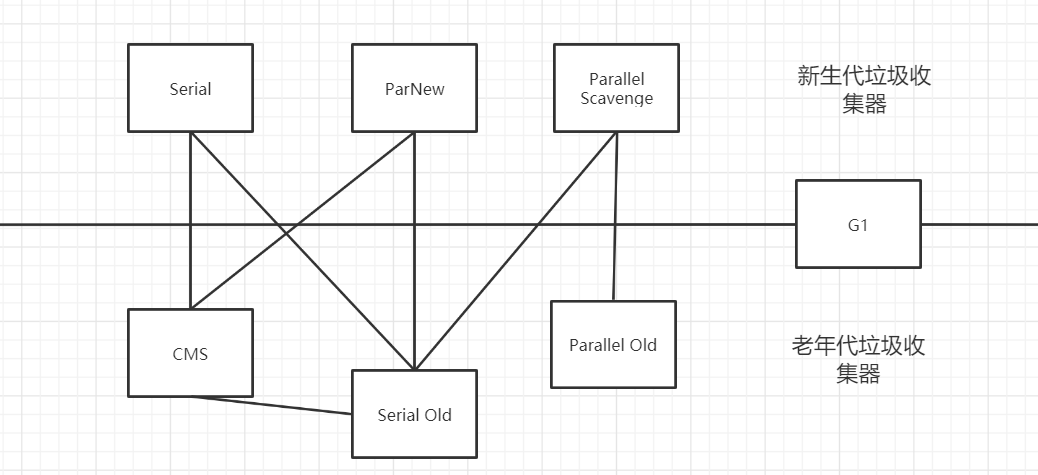 Serial
ParNew
Parallel
Scavenge
新生代垃圾收
集器
G1
CMS
Serial Old
Parallel Old
老年代垃圾收
集器